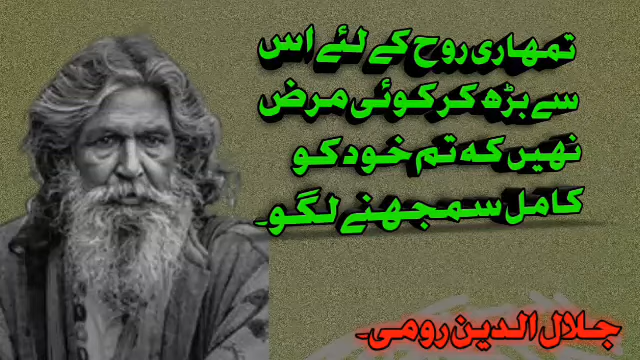 تمہاری روح کے لئے اس
سے بڑھ کر کوئی مرض
نہیں کہ تم خود کو
کامل سمجھنے لگو۔
جلال الدین رومی۔